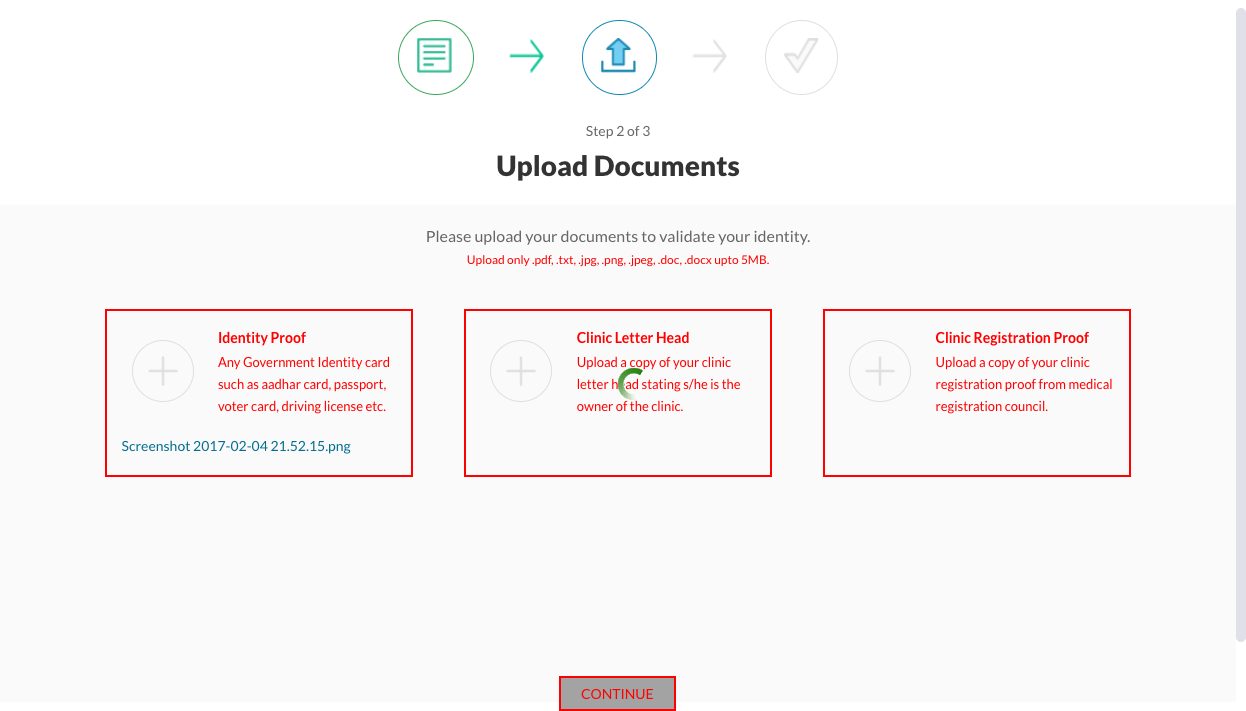 Step 2 of 3
Upload Documents
Please upload your documents to validate your identity.
Upload only .pdf, .txt, .jpg, .png, .jpeg, .doc, .docx upto 5MB.
Identity Proof
Any Government Identity card
such as aadhar card, passport,
voter card, driving license etc.
Screenshot 2017-02-04 21.52.15.png
Clinic Letter Head
Upload a copy of your clinic
letter head stating s/he is the
owner of the clinic.
Clinic Registration Proof
Upload a copy of your clinic
registration proof from medical
registration council.
CONTINUE